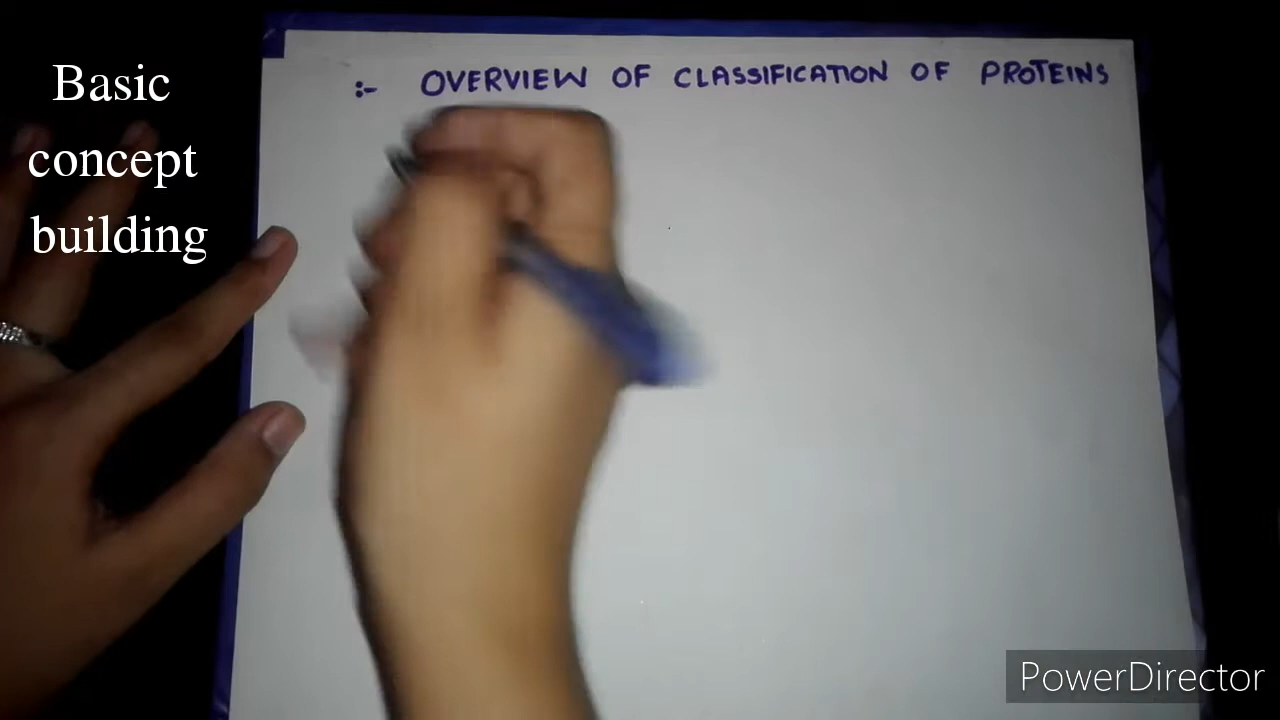 Basic
concept
building
:- OVERVIEW OF CLASSIFICATION OF PROTEINS
PowerDirector